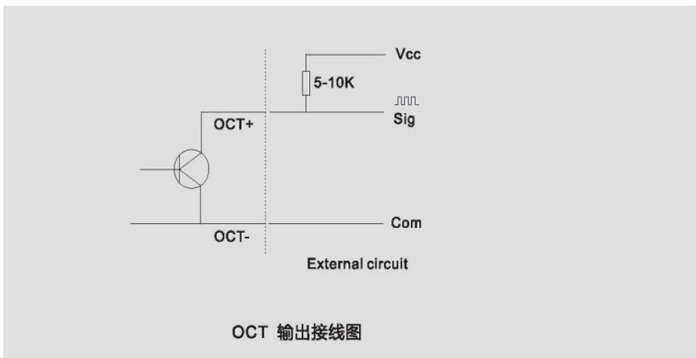 Vcc
5-10K
OCT+
Sig
Com
OCT-
External circuit
OCT 输出接线图